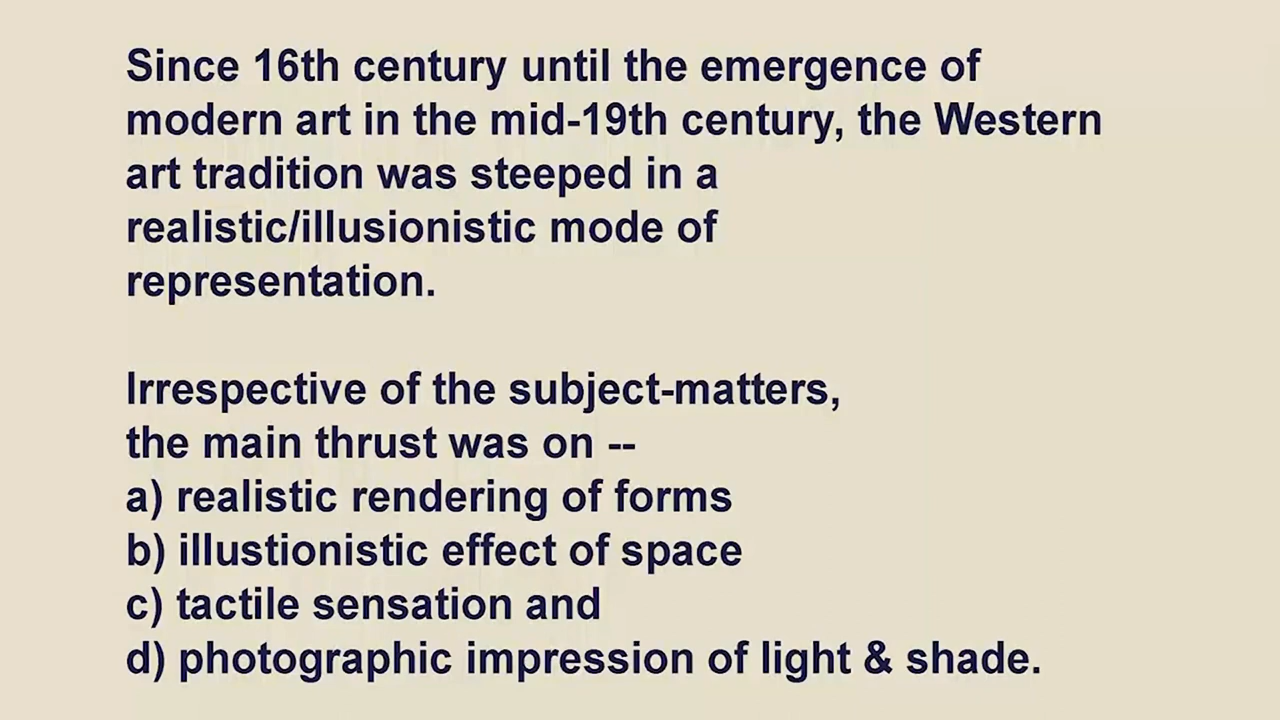 Since 16th century until the emergence of
modern art in the mid-19th century, the Western
art tradition was steeped in a
realistic/illusionistic mode of
representation.
Irrespective of the subject-matters,
the main thrust was on --
a) realistic rendering of forms
b) illustionistic effect of space
c) tactile sensation and
d) photographic impression of light & shade.